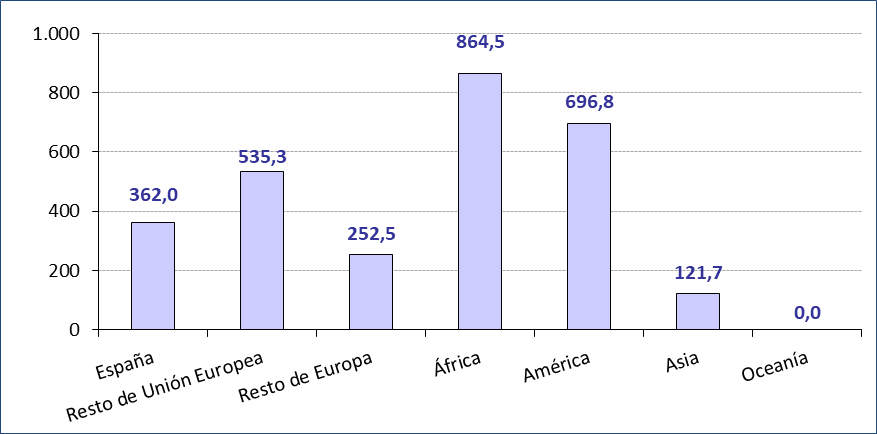 1.000
800
600
400
200
0
362,0
535,3
252,5
864,5
696,8
121,7
0,0
España
Resto de Unión Europea
Resto de Europa
África
América
Asia
Oceanía